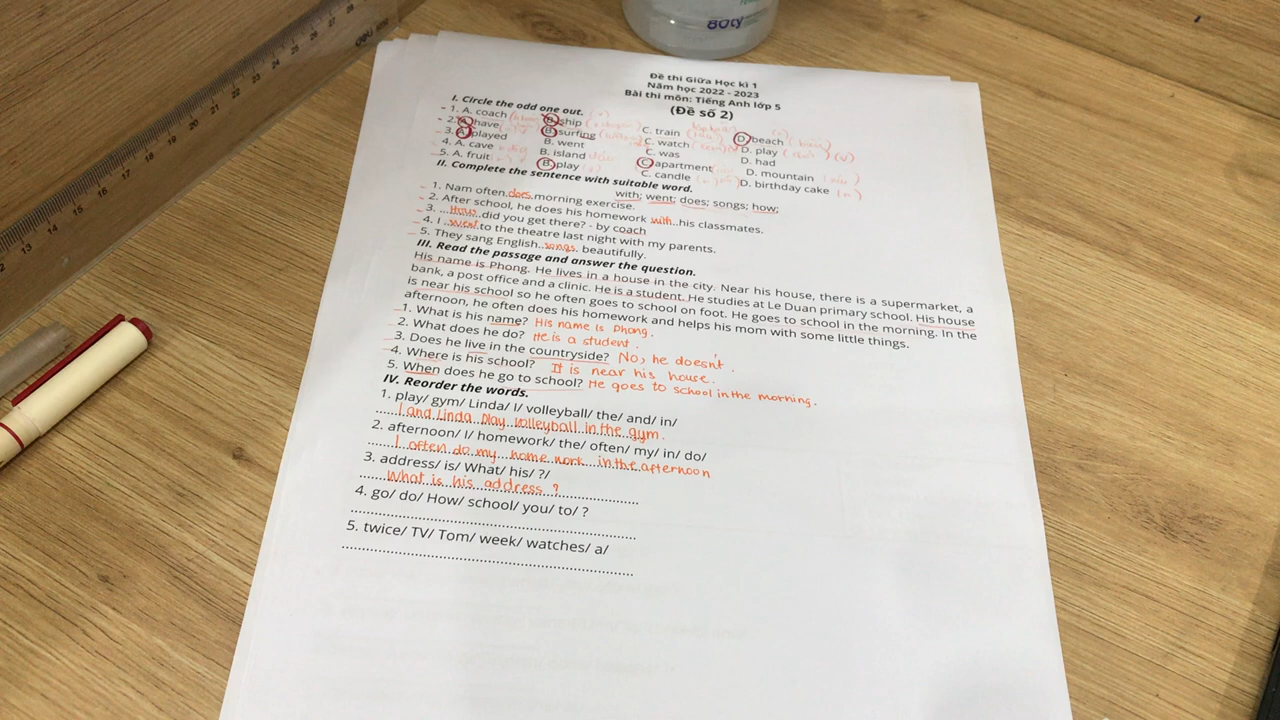 Đề thi Giữa Học kì 1
Năm học 2022 - 2023
Bài thi môn: Tiếng Anh lớp 5
(Đề số 2)
I. Circle the odd one out.
1. A. coach B. ship C. train D. beach
2. A. have B. surfing C. watch D. play
3. A. played B. went C. was D. had
4. A. cave B. island C. apartment D. mountain
5. A. fruit B. play C. candle D. birthday cake
II. Complete the sentence with suitable word.
with; went; does; songs; how;
1. Nam often does morning exercise.
2. After school, he does his homework with..his classmates.
3. ...How..did you get there? - by coach
4. I ..went.to the theatre last night with my parents.
5. They sang English..songs. beautifully.
III. Read the passage and answer the question.
His name is Phong. He lives in a house in the city. Near his house, there is a supermarket, a
bank, a post office and a clinic. He is a student. He studies at Le Duan primary school. His house
is near his school so he often goes to school on foot. He goes to school in the morning. In the
afternoon, he often does his homework and helps his mom with some little things.
1. What is his name? His name is Phong.
2. What does he do? He is a student.
3. Does he live in the countryside? No, he doesn't.
4. Where is his school? It is near his house.
5. When does he go to school? He goes to school in the morning.
IV. Reorder the words.
1. play/ gym/ Linda/ I/ volleyball/ the/ and/ in/
I and Linda play volleyball in the gym.
2. afternoon/ I/ homework/ the/ often/ my/ in/ do/
I often do my home work in the afternoon
3. address/ is/ What/ his/ ?/
What is his address ?
4. go/ do/ How/ school/ you/ to/ ?
5. twice/ TV/ Tom/ week/ watches/ a/